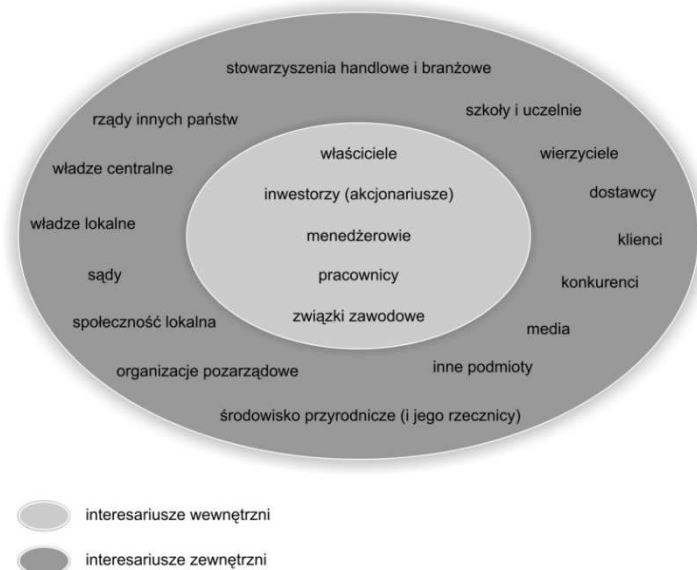 stowarzyszenia handlowe i branżowe
szkoły i uczelnie
rządy innych państw
właściciele
wierzyciele
władze centralne
inwestorzy (akcjonariusze)
dostawcy
władze lokalne
menedżerowie
klienci
sądy
pracownicy
konkurenci
społeczność lokalna
związki zawodowe
media
organizacje pozarządowe
inne podmioty
środowisko przyrodnicze (i jego rzecznicy)
interesariusze wewnętrzni
interesariusze zewnętrzni